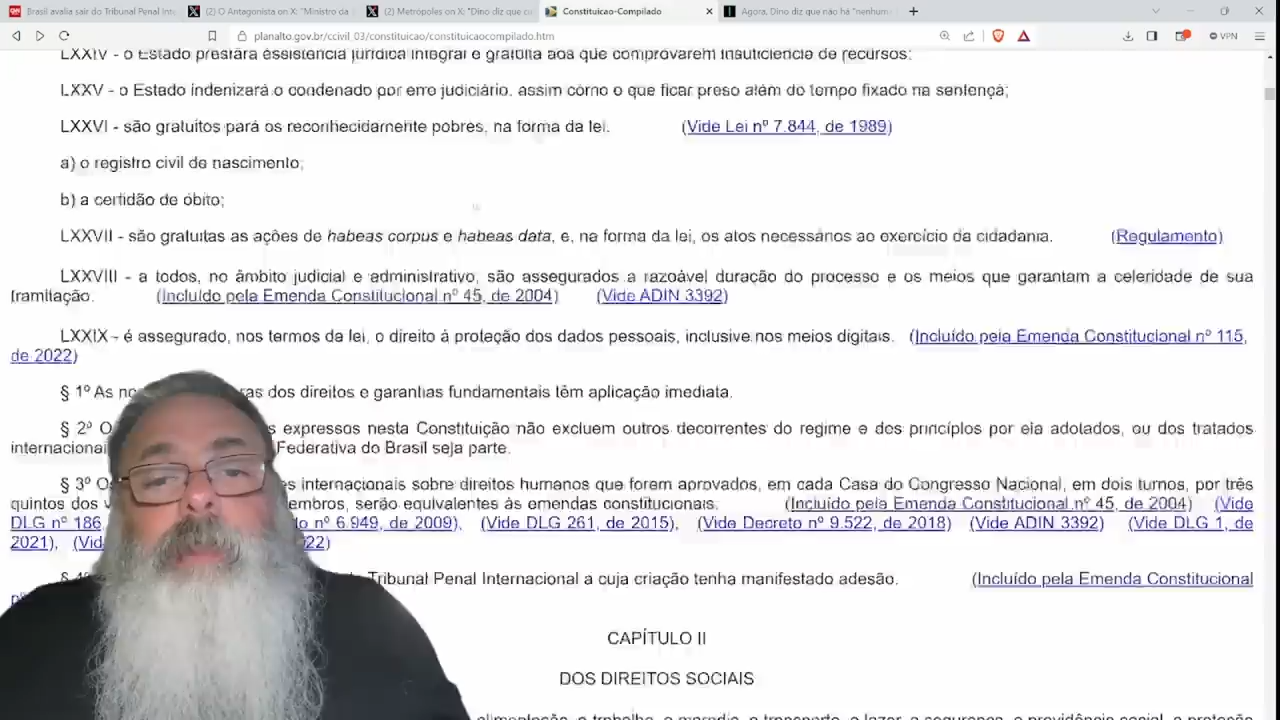 Brasil avalia sair do Tribunal Penal Inte
(2) O Antagonista on X: "Ministro da
(2) Metrópoles on X: "Dino diz que
Constituicao-Compilado
Agora, Dino diz que não há "nenhum
planalto.gov.br/ccivil_03/constituicao/constituicaocompilado.htm
VPN
LXXIV - o Estado prestará assistência jurídica integral e gratuita aos que comprovarem insuficiência de recursos;
LXXV - o Estado indenizará o condenado por erro judiciário, assim como o que ficar preso além do tempo fixado na sentença;
LXXVI - são gratuitos para os reconhecidamente pobres, na forma da lei. (Vide Lei nº 7.844, de 1989)
a) o registro civil de nascimento;
b) a certidão de óbito;
LXXVII - são gratuitas as ações de habeas corpus e habeas data, e, na forma da lei, os atos necessários ao exercício da cidadania. (Regulamento)
LXXVIII - a todos, no âmbito judicial e administrativo, são assegurados a razoável duração do processo e os meios que garantam a celeridade de sua
tramitação. (Incluído pela Emenda Constitucional nº 45, de 2004) (Vide ADIN 3392)
LXXIX - é assegurado, nos termos da lei, o direito à proteção dos dados pessoais, inclusive nos meios digitais. (Incluído pela Emenda Constitucional nº 115,
de 2022)
§ 1º As dos direitos e garantias fundamentais têm aplicação imediata.
§ 2º expressos nesta Constituição não excluem outros decorrentes do regime e dos princípios por ela adotados, ou dos tratados
internacionais Federativa do Brasil seja parte.
§ 3º internacionais sobre direitos humanos que forem aprovados, em cada Casa do Congresso Nacional, em dois turnos, por três
quintos dos serão equivalentes às emendas constitucionais. (Incluído pela Emenda Constitucional nº 45, de 2004) (Vide
DLG nº 186 nº 6.949, de 2009), (Vide DLG 261, de 2015), (Vide Decreto nº 9.522, de 2018) (Vide ADIN 3392) (Vide DLG 1, de
2021), (Vide
Tribunal Penal Internacional a cuja criação tenha manifestado adesão. (Incluído pela Emenda Constitucional
CAPÍTULO II
DOS DIREITOS SOCIAIS